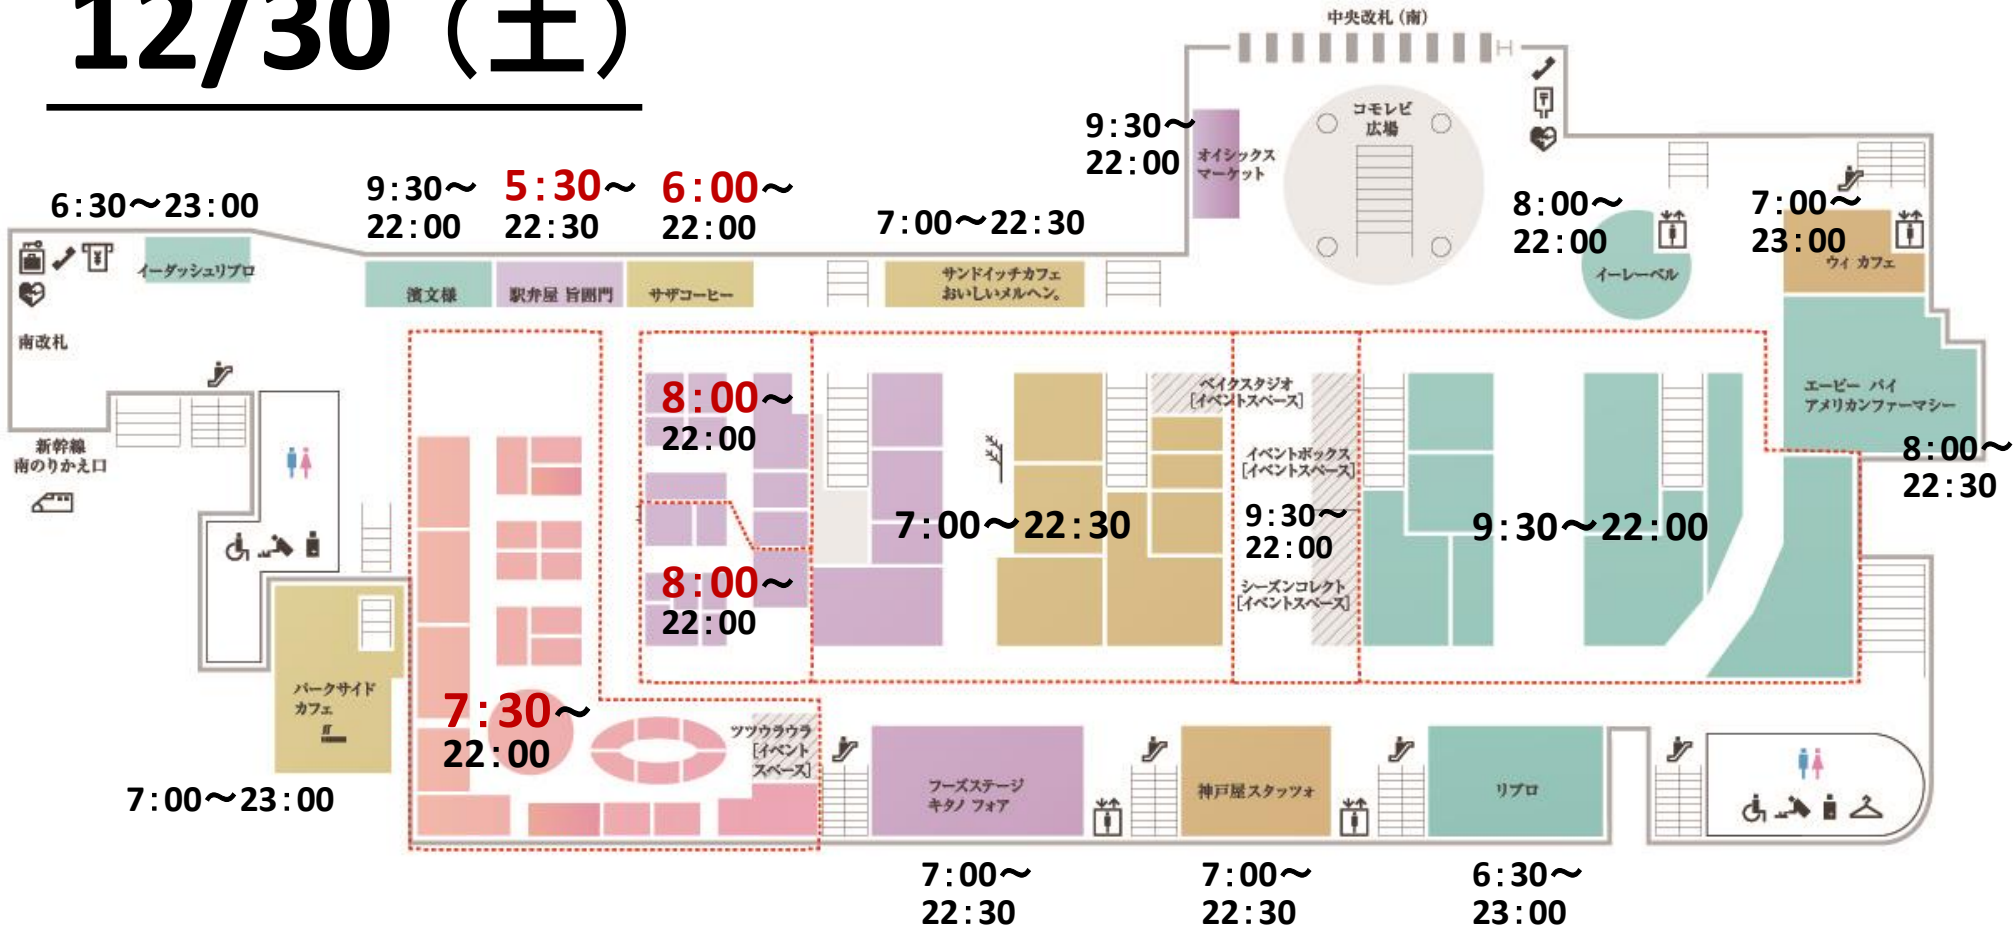 12/30（土）
中央改札（南）
コモレビ
広場
9:30～
22:00
オイシックス
マーケット
6:30～23:00
9:30～
22:00
5:30～
22:30
6:00～
22:00
7:00～22:30
8:00～
22:00
7:00～
23:00
イーダッシュリブロ
濱文様
駅弁屋 旨囲門
サザコーヒー
サンドイッチカフェ
おいしいメルヘン。
イーレーベル
ウィ カフェ
南改札
新幹線
南のりかえ口
8:00～
22:00
ベイクスタジオ
[イベントスペース]
エービー パイ
アメリカンファーマシー
8:00～
22:30
イベントボックス
[イベントスペース]
7:00～22:30
9:30～
22:00
9:30～22:00
8:00～
22:00
シーズンコレクト
[イベントスペース]
パークサイド
カフェ
7:30～
22:00
ツヅウラウラ
[イベント
スペース]
フーズステージ
キタノ フォア
神戸屋スタッツォ
リブロ
7:00～23:00
7:00～
22:30
7:00～
22:30
6:30～
23:00